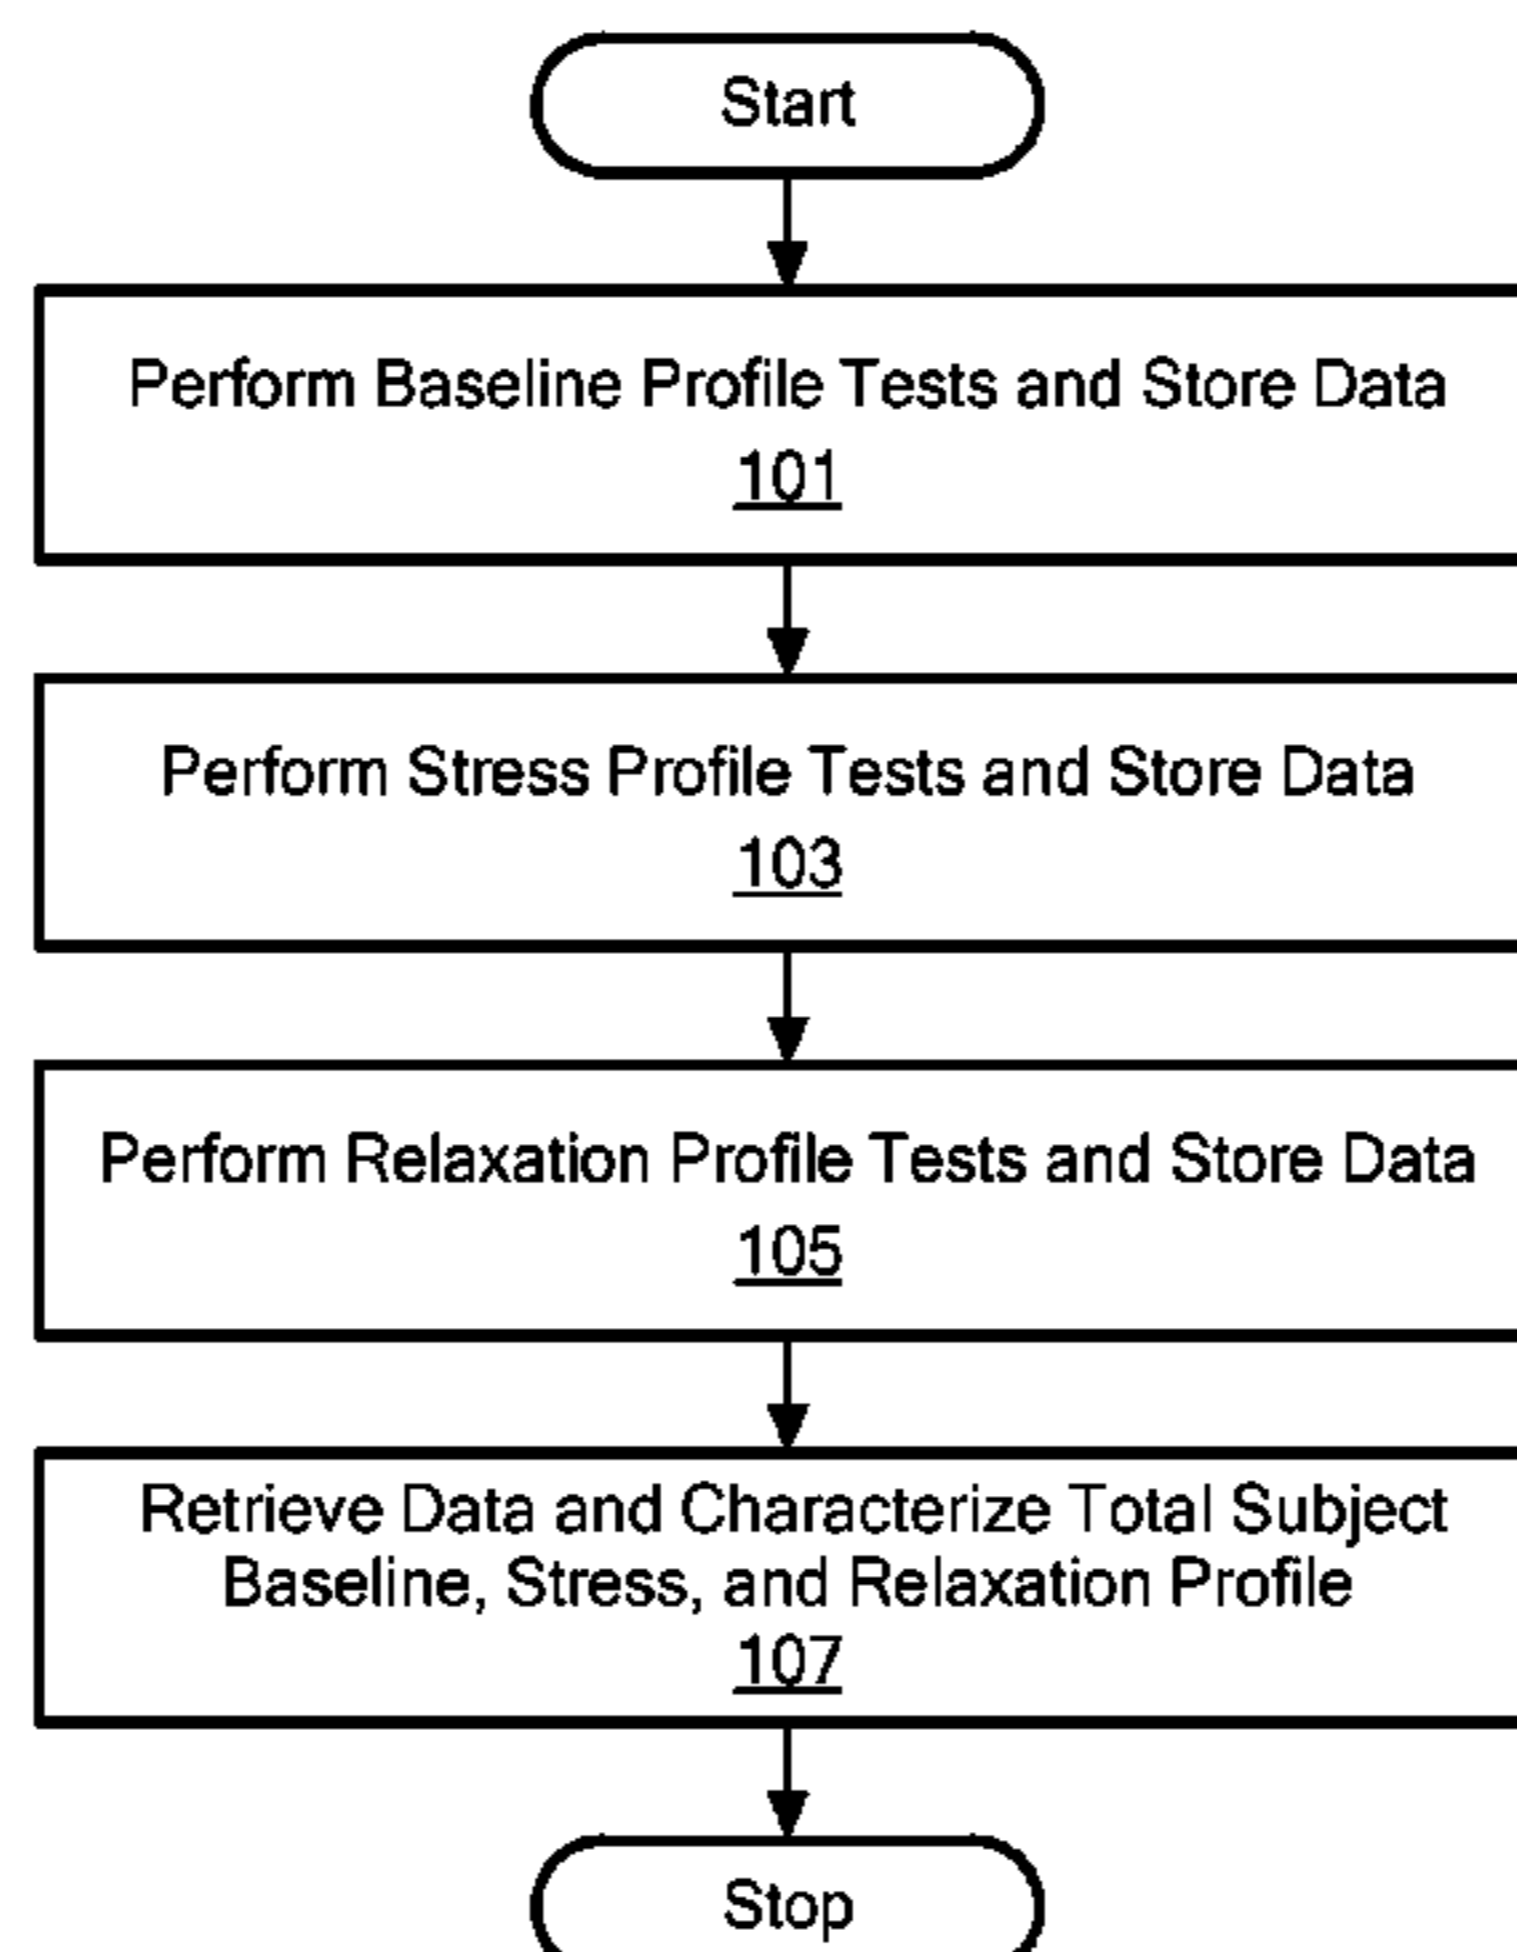 Start
Perform Baseline Profile Tests and Store Data
101
Perform Stress Profile Tests and Store Data
103
Perform Relaxation Profile Tests and Store Data
105
Retrieve Data and Characterize Total Subject
Baseline, Stress, and Relaxation Profile
107
Stop